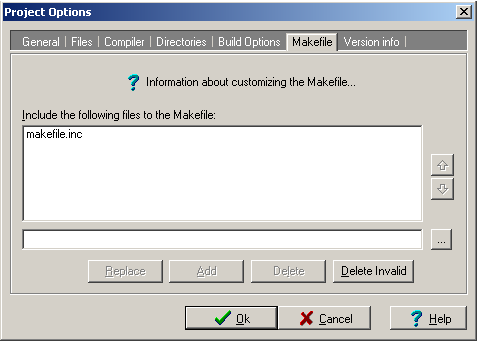 Project Options
General Files Compiler Directories Build Options Makefile Version info
? Information about customizing the Makefile...
Include the following files to the Makefile:
makefile.inc
...
Replace Add Delete Delete Invalid
Ok Cancel ? Help